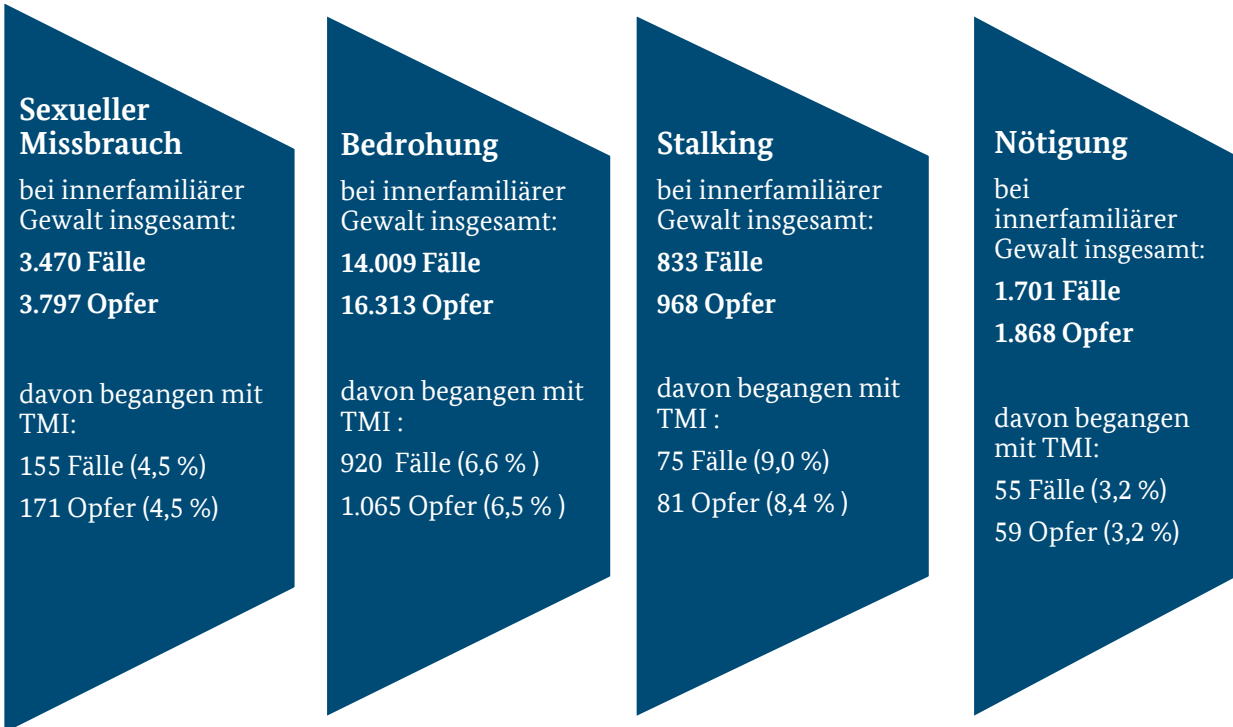 Sexueller
Missbrauch
bei innerfamiliärer
Gewalt insgesamt:
3.470 Fälle
3.797 Opfer
davon begangen mit
TMI:
155 Fälle (4,5 %)
171 Opfer (4,5 %)
Bedrohung
bei innerfamiliärer
Gewalt insgesamt:
14.009 Fälle
16.313 Opfer
davon begangen mit
TMI :
920 Fälle (6,6 % )
1.065 Opfer (6,5 % )
Stalking
bei innerfamiliärer
Gewalt insgesamt:
833 Fälle
968 Opfer
davon begangen mit
TMI :
75 Fälle (9,0 %)
81 Opfer (8,4 % )
Nötigung
bei
innerfamiliärer
Gewalt insgesamt:
1.701 Fälle
1.868 Opfer
davon begangen
mit TMI:
55 Fälle (3,2 %)
59 Opfer (3,2 %)